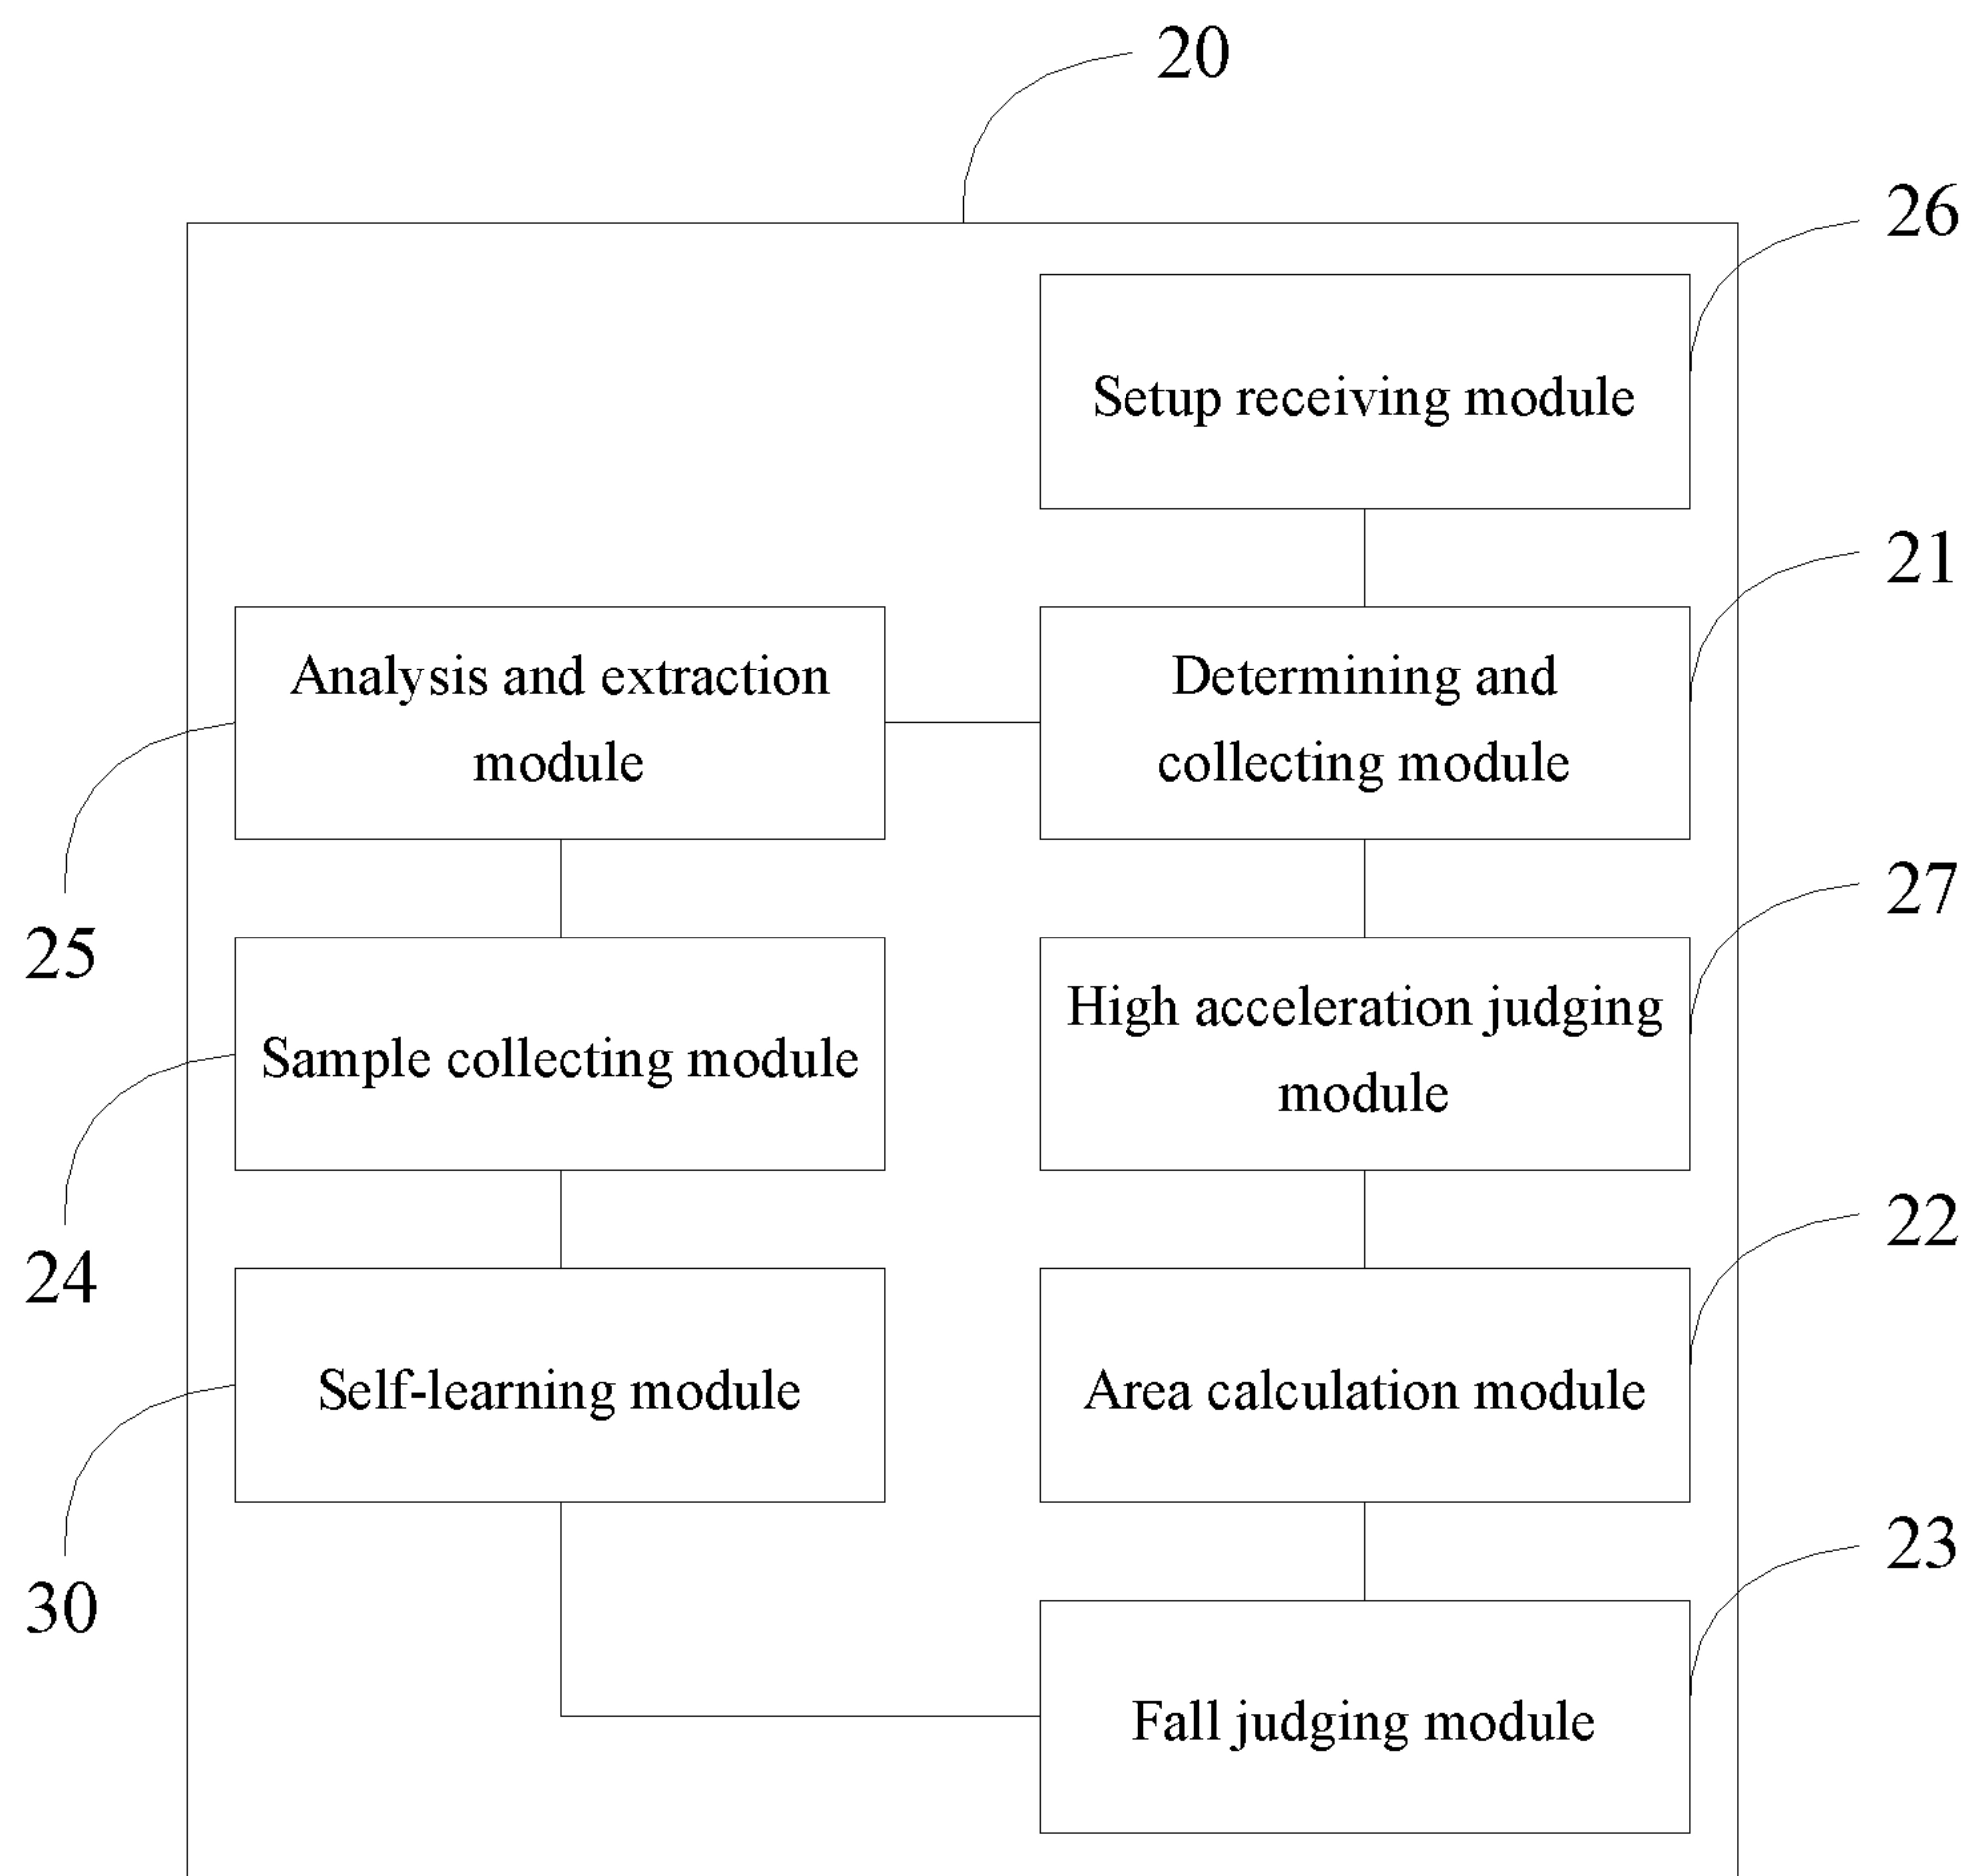 20
26
Setup receiving module
21
Analysis and extraction
module
Determining and
collecting module
25
27
Sample collecting module
High acceleration judging
module
24
22
Self-learning module
Area calculation module
30
23
Fall judging module